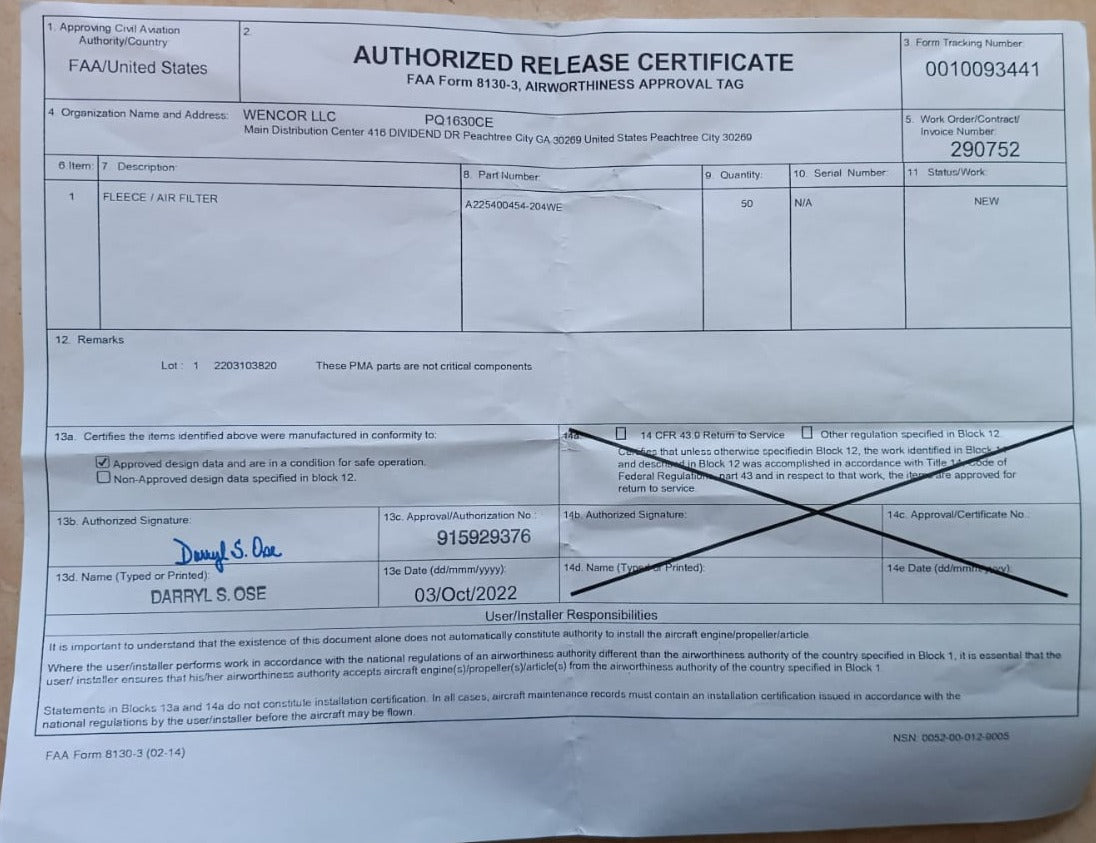 1. Approving Civil Aviation
Authority/Country
FAA/United States
2.
AUTHORIZED RELEASE CERTIFICATE
FAA Form 8130-3, AIRWORTHINESS APPROVAL TAG
3 Form Tracking Number:
0010093441
4 Organization Name and Address: WENCOR LLC PQ1630CE
Main Distribution Center 416 DIVIDEND DR Peachtree City GA 30269 United States Peachtree City 30269
5. Work Order/Contract/
Invoice Number:
290752
6 Item: 7 Description: 8. Part Number: 9. Quantity: 10. Serial Number: 11 Status/Work:
1 FLEECE / AIR FILTER A225400454-204WE 50 N/A NEW
12. Remarks
Lot : 1 2203103820 These PMA parts are not critical components
13a. Certifies the items identified above were manufactured in conformity to:
Approved design data and are in a condition for safe operation.
Non-Approved design data specified in block 12.
14a. 14 CFR 43.9 Return to Service Other regulation specified in Block 12
Certifies that unless otherwise specifiedin Block 12, the work identified in Block
and described in Block 12 was accomplished in accordance with Title 14, Code of
Federal Regulations, part 43 and in respect to that work, the items are approved for
return to service.
13b. Authorized Signature:
Darryl S. Ose
13c. Approval/Authorization No.:
915929376
14b. Authorized Signature:
14c. Approval/Certificate No.:
13d. Name (Typed or Printed):
DARRYL S. OSE
13e Date (dd/mmm/yyyy):
03/Oct/2022
14d. Name (Typed or Printed):
14e Date (dd/mmm/yyyy):
User/Installer Responsibilities
It is important to understand that the existence of this document alone does not automatically constitute authority to install the aircraft engine/propeller/article.
Where the user/installer performs work in accordance with the national regulations of an airworthiness authority different than the airworthiness authority of the country specified in Block 1, it is essential that the
user/ installer ensures that his/her airworthiness authority accepts aircraft engine(s)/propeller(s)/article(s) from the airworthiness authority of the country specified in Block 1.
Statements in Blocks 13a and 14a do not constitute installation certification. In all cases, aircraft maintenance records must contain an installation certification issued in accordance with the
national regulations by the user/installer before the aircraft may be flown.
FAA Form 8130-3 (02-14)
NSN: 0052-00-012-9005